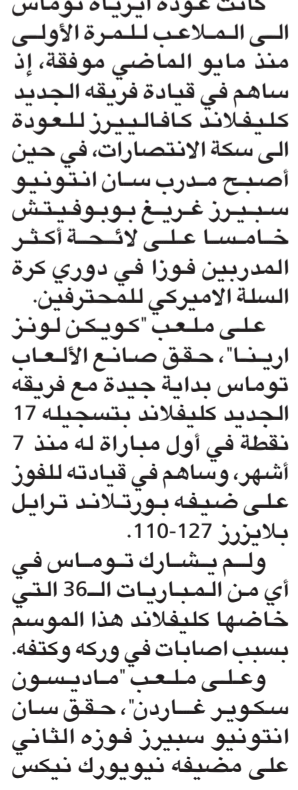 كانت عودة ايزياه توماس
الى الملاعب للمرة الأولى
منذ مايو الماضي موفقة، إذ
ساهم في قيادة فريقه الجديد
كليفلاند كافالييرز للعودة
الى سكة الانتصارات، في حين
أصبح مدرب سان انتونيو
سبيرز غريغ بوبوفيتش
خامسا على لائحة أكثر
المدربين فوزا في دوري كرة
السلة الاميركي للمحترفين.
على ملعب "كويكن لونز
ارينا"، حقق صانع الألعاب
توماس بداية جيدة مع فريقه
الجديد كليفلاند بتسجيله 17
نقطة في أول مباراة له منذ 7
أشهر، وساهم في قيادته للفوز
على ضيفه بورتلاند ترايل
بلايزرز 127-110.
ولم يشارك توماس في
أي من المباريات الـ36 التي
خاضها كليفلاند هذا الموسم
بسبب اصابات في وركه وكتفه.
وعلى ملعب "ماديسون
سكوير غاردن"، حقق سان
انتونيو سبيرز فوزه الثاني
على مضيفه نيويورك نيكس